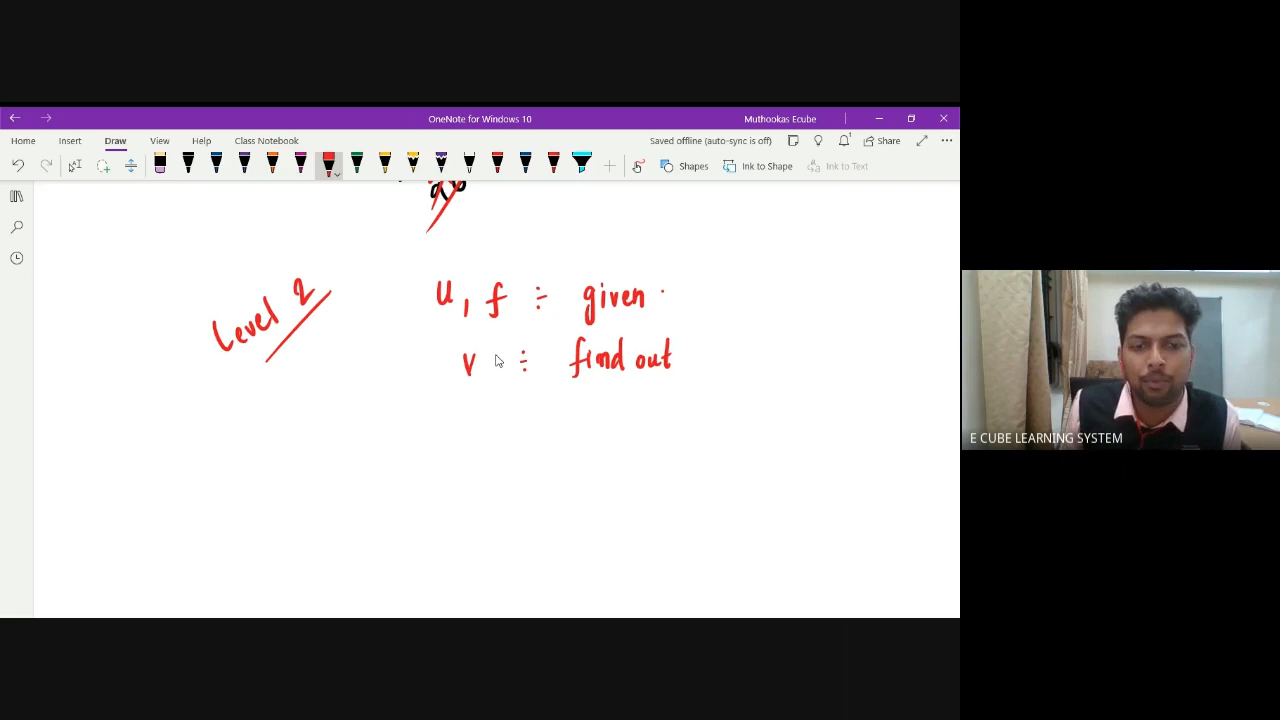 OneNote for Windows 10
Muthookas Ecube
Home Insert Draw View Help Class Notebook
Saved offline (auto-sync is off)
Share
Shapes
Ink to Shape
Ink to Text
Level 2
u, f ÷ given
v ÷ find out
E CUBE LEARNING SYSTEM